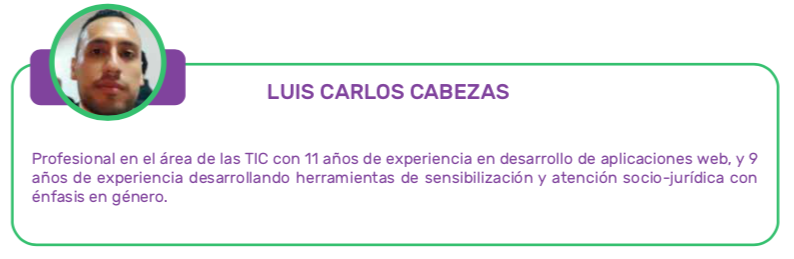 LUIS CARLOS CABEZAS
Profesional en el área de las TIC con 11 años de experiencia en desarrollo de aplicaciones web, y 9
años de experiencia desarrollando herramientas de sensibilización y atención socio-jurídica con
énfasis en género.